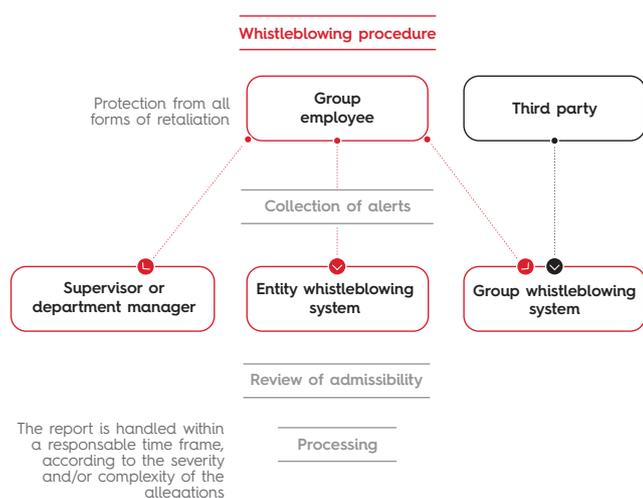 Whistleblowing procedure
Protection from all
forms of retaliation
Group
employee
Third party
Collection of alerts
Supervisor or
department manager
Entity whistleblowing
system
Group whistleblowing
system
Review of admissibility
The report is handled within
a responsable time frame,
according to the severity
and/or complexity of the
allegations
Processing